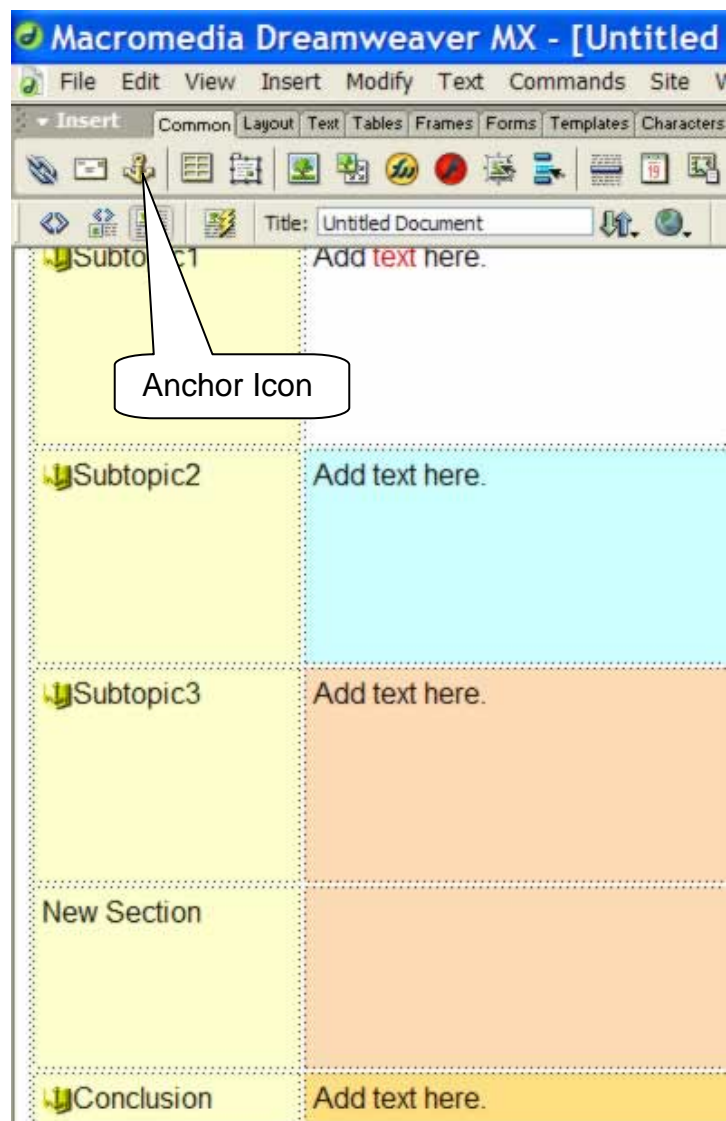 Macromedia Dreamweaver MX - [Untitled
File Edit View Insert Modify Text Commands Site
Insert Common Layout Text Tables Frames Forms Templates Characters
19
Title: Untitled Document
Subtopic1 Add text here.
Anchor Icon
Subtopic2 Add text here.
Subtopic3 Add text here.
New Section
Conclusion Add text here.